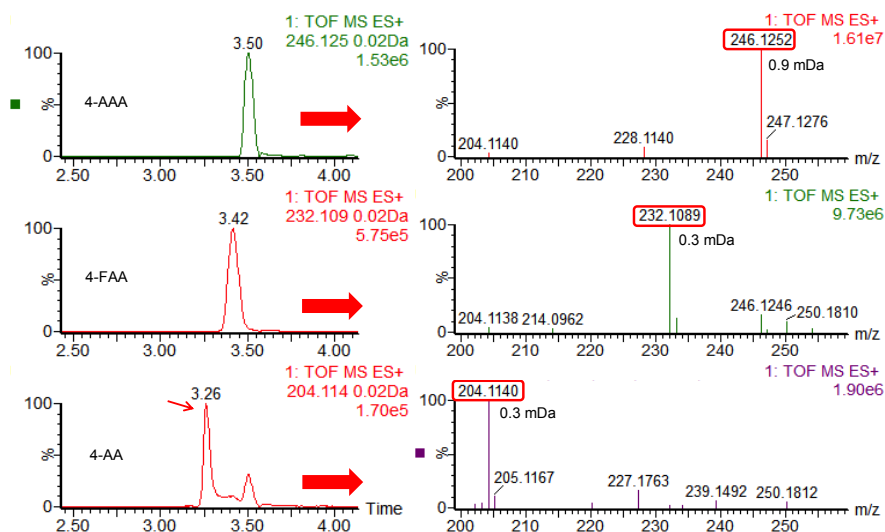 1: TOF MS ES+
246.125 0.02Da
1.53e6
3.50
100
%
0
4-AAA
2.50 3.00 3.50 4.00
1: TOF MS ES+
1.61e7
246.1252
0.9 mDa
100
%
0
247.1276
228.1140
204.1140
200 210 220 230 240 250
m/z
1: TOF MS ES+
232.109 0.02Da
5.75e5
3.42
100
%
0
4-FAA
2.50 3.00 3.50 4.00
1: TOF MS ES+
9.73e6
232.1089
0.3 mDa
100
%
0
204.1138 214.0962
246.1246 250.1810
200 210 220 230 240 250
m/z
1: TOF MS ES+
204.114 0.02Da
1.70e5
3.26
100
%
0
4-AA
2.50 3.00 3.50 4.00
Time
1: TOF MS ES+
1.90e6
204.1140
0.3 mDa
100
%
0
205.1167
227.1763
239.1492
250.1812
200 210 220 230 240 250
m/z